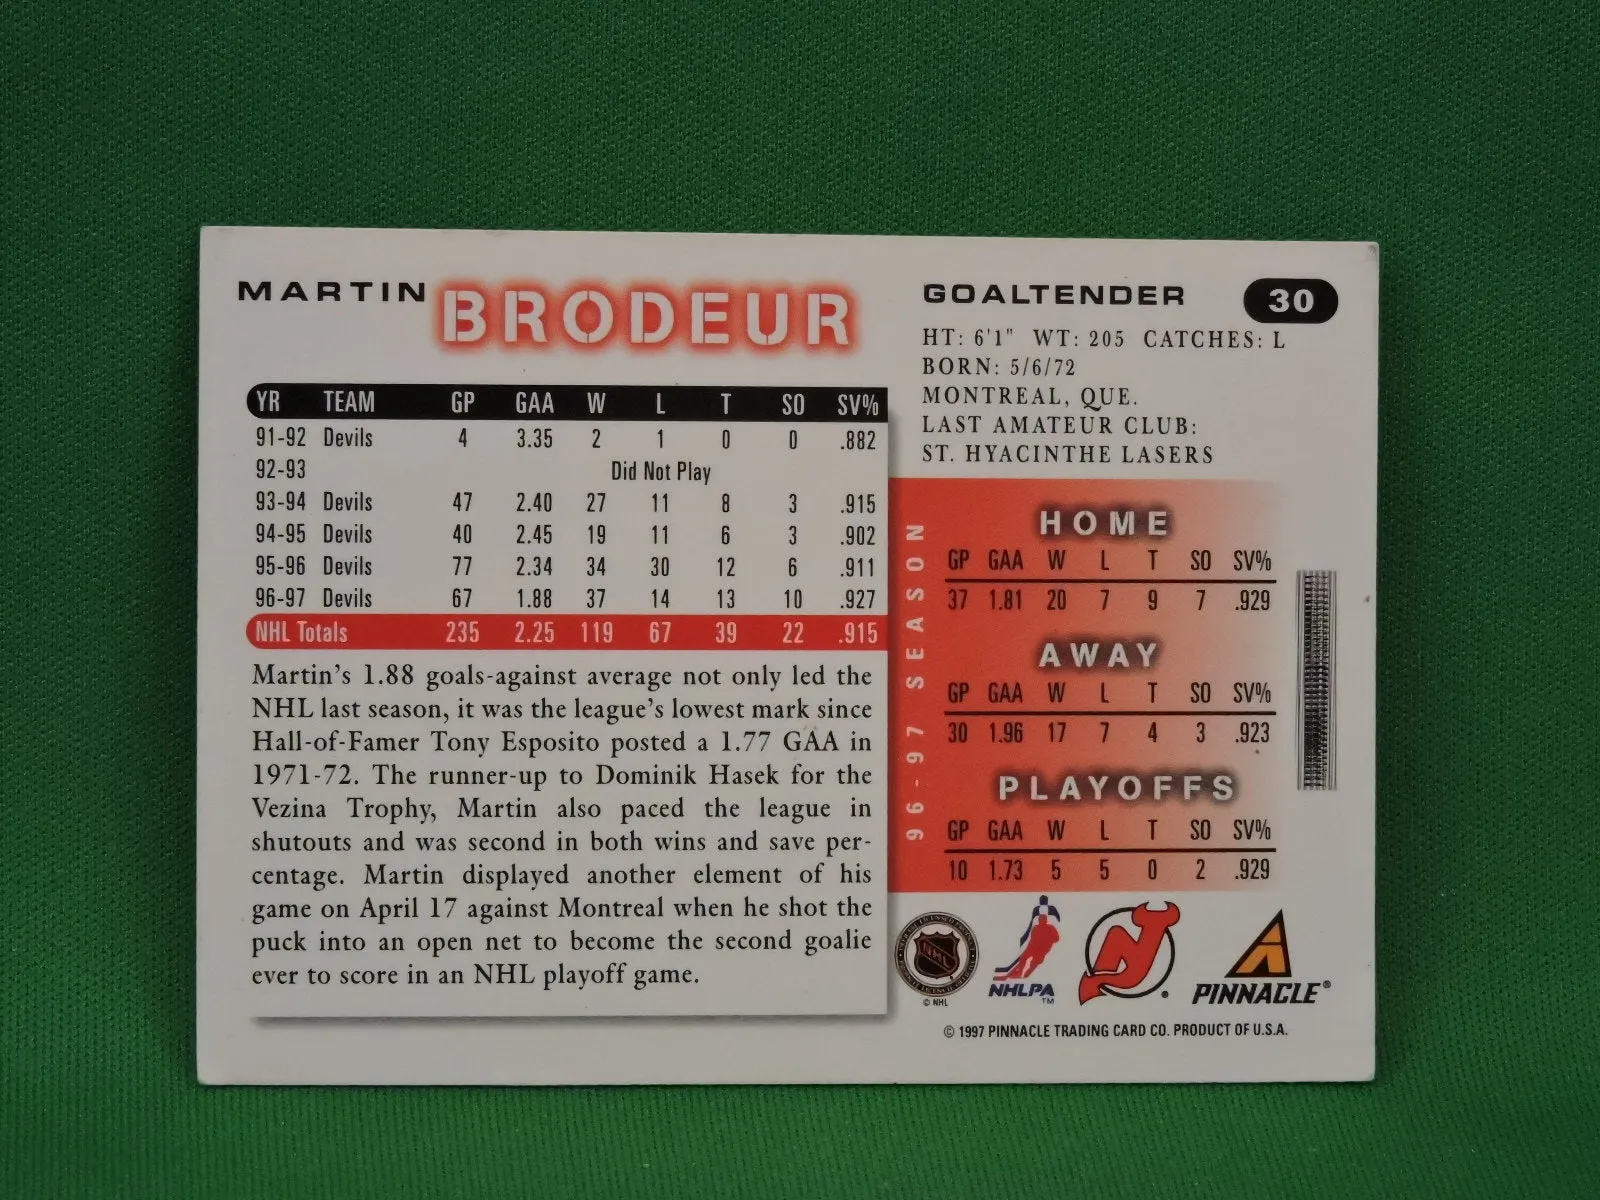 MARTIN BRODEUR
YR TEAM GP GAA W L T SO SV%
91-92 Devils 4 3.35 2 1 0 0 .882
92-93 Did Not Play
93-94 Devils 47 2.40 27 11 8 3 .915
94-95 Devils 40 2.45 19 11 6 3 .902
95-96 Devils 77 2.34 34 30 12 6 .911
96-97 Devils 67 1.88 37 14 13 10 .927
NHL Totals 235 2.25 119 67 39 22 .915
Martin's 1.88 goals-against average not only led the
NHL last season, it was the league's lowest mark since
Hall-of-Famer Tony Esposito posted a 1.77 GAA in
1971-72. The runner-up to Dominik Hasek for the
Vezina Trophy, Martin also paced the league in
shutouts and was second in both wins and save per-
centage. Martin displayed another element of his
game on April 17 against Montreal when he shot the
puck into an open net to become the second goalie
ever to score in an NHL playoff game.
GOALTENDER 30
HT: 6'1" WT: 205 CATCHES: L
BORN: 5/6/72
MONTREAL, QUE.
LAST AMATEUR CLUB:
ST. HYACINTHE LASERS
96-97 SEASON
HOME
GP GAA W L T SO SV%
37 1.81 20 7 9 7 .929
AWAY
GP GAA W L T SO SV%
30 1.96 17 7 4 3 .923
PLAYOFFS
GP GAA W L T SO SV%
10 1.73 5 5 0 2 .929
NHL
© NHL
NHLPA
TM
PINNACLE®
© 1997 PINNACLE TRADING CARD CO. PRODUCT OF U.S.A.